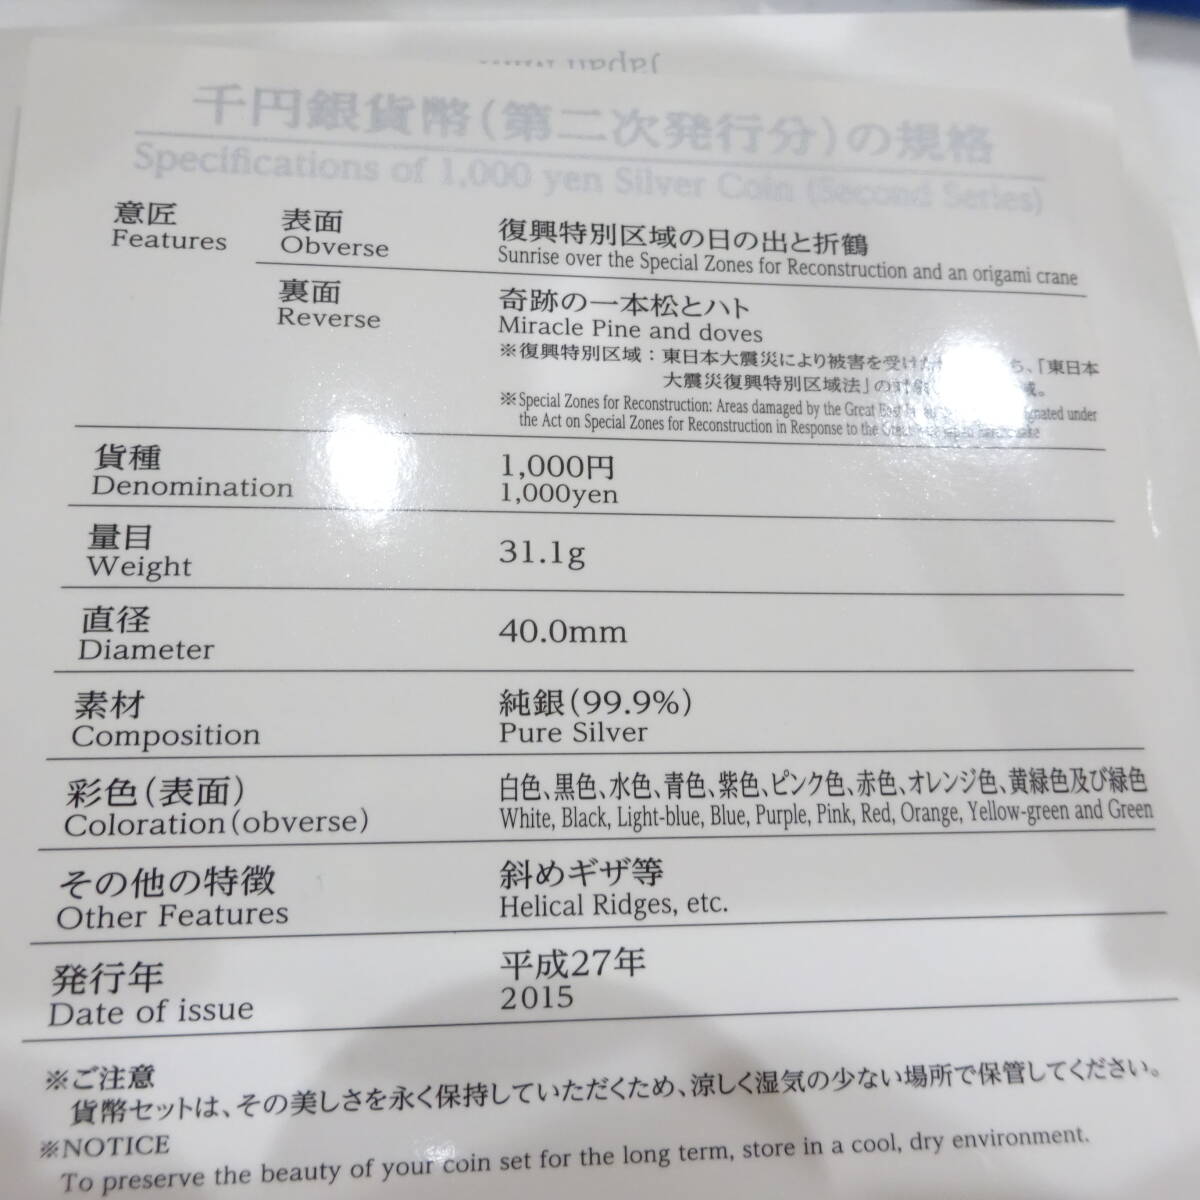 Japan
千円銀貨幣(第二次発行分)の規格
Specifications of 1,000 yen Silver Coin (Second Series)
意匠
Features
表面
Obverse
復興特別区域の日の出と折鶴
Sunrise over the Special Zones for Reconstruction and an origami crane
裏面
Reverse
奇跡の一本松とハト
Miracle Pine and doves
※復興特別区域：東日本大震災により被害を受けた ち、「東日本
大震災復興特別区域法」の対象 域。
※Special Zones for Reconstruction: Areas damaged by the Great East under
the Act on Special Zones for Reconstruction in Response to the
貨種
Denomination
1,000円
1,000yen
量目
Weight
31.1g
直径
Diameter
40.0mm
素材
Composition
純銀(99.9%)
Pure Silver
彩色(表面)
Coloration(obverse)
白色、黒色、水色、青色、紫色、ピンク色、赤色、オレンジ色、黄緑色及び緑色
White, Black, Light-blue, Blue, Purple, Pink, Red, Orange, Yellow-green and Green
その他の特徴
Other Features
斜めギザ等
Helical Ridges, etc.
発行年
Date of issue
平成27年
2015
※ご注意
貨幣セットは、その美しさを永く保持していただくため、涼しく湿気の少ない場所で保管してください。
※NOTICE
To preserve the beauty of your coin set for the long term, store in a cool, dry environment.